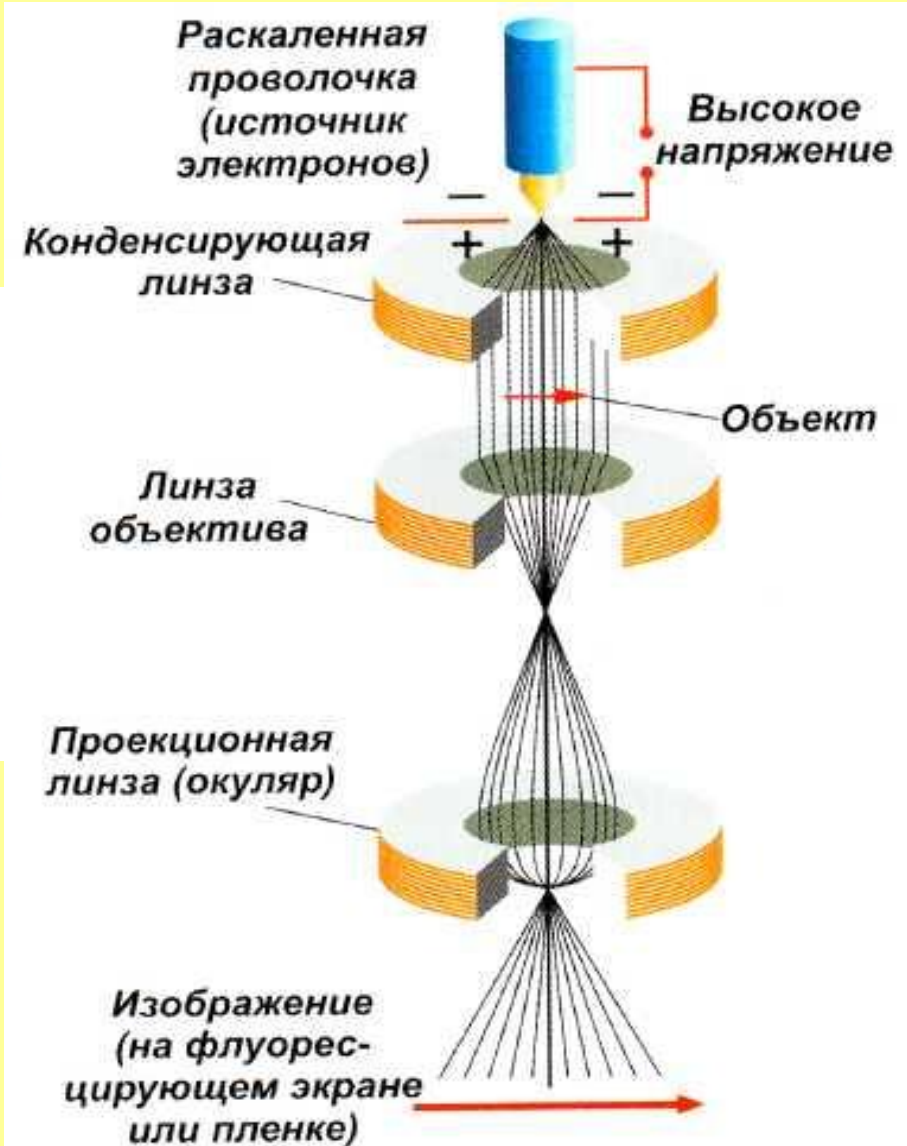 Раскаленная
проволочка
(источник
электронов)
Высокое
напряжение
− −
+ +
Конденсирующая
линза
Объект
Линза
объектива
Проекционная
линза (окуляр)
Изображение
(на флуорес-
цирующем экране
или пленке)